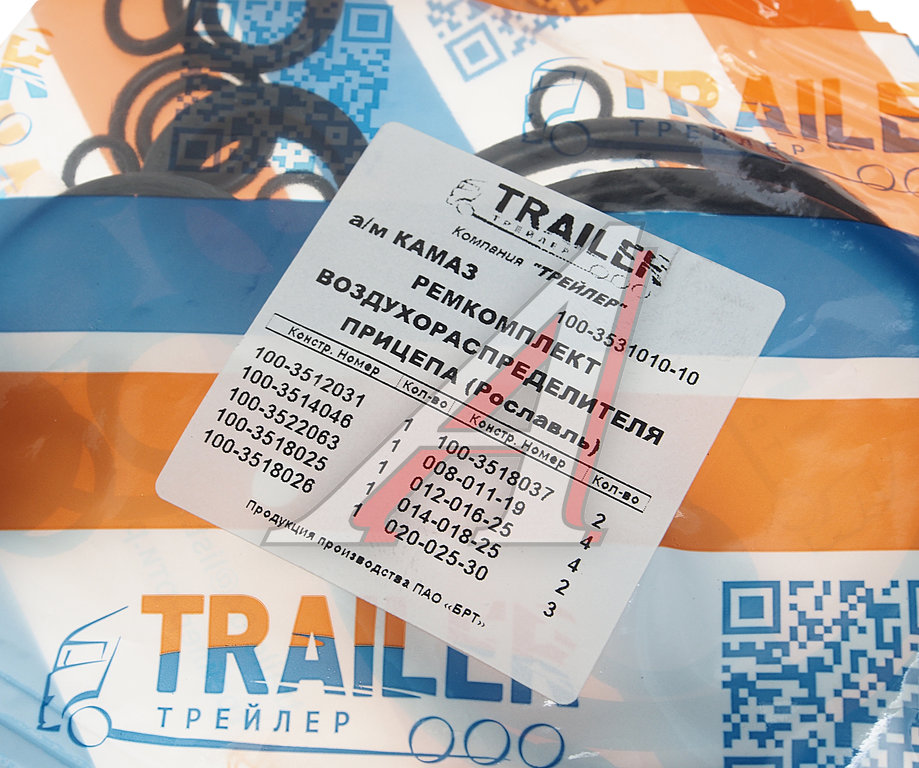 TRAILER
ТРЕЙЛЕР
TRAILER
ТРЕЙЛЕР
Компания "ТРЕЙЛЕР"
а/м КАМАЗ 100-3531010-10
РЕМКОМПЛЕКТ
ВОЗДУХОРАСПРЕДЕЛИТЕЛЯ
ПРИЦЕПА (Рославль)
Констр. Номер Кол-во Констр. Номер Кол-во
100-3512031 1 100-3518037 2
100-3514046 1 008-011-19 4
100-3522063 1 012-016-25 4
100-3518025 1 014-018-25 2
100-3518026 1 020-025-30 3
Продукция производства ПАО «БРТ»
TRAILER
ТРЕЙЛЕР